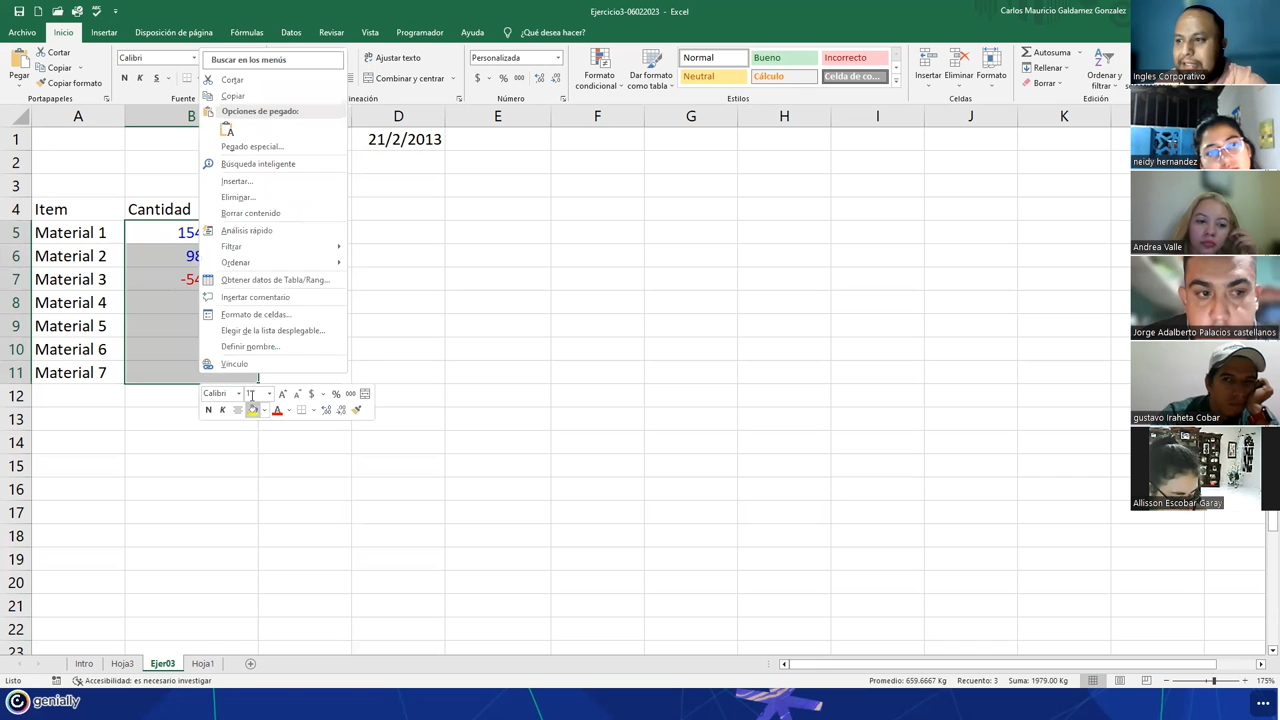 Ejercicio3-06022023 - Excel
Carlos Mauricio Galdamez Gonzalez
Archivo Inicio Insertar Disposición de página Fórmulas Datos Revisar Vista Programador Ayuda ¿Qué desea hacer?
Pegar
Cortar
Copiar
Copiar formato
Portapapeles
Calibri
N K S
Fuente
Ajustar texto
Combinar y centrar
Personalizada
$ % 000
Número
Formato condicional
Dar formato como tabla
Normal Bueno Incorrecto
Neutral Cálculo Celda de co...
Estilos
Insertar Eliminar Formato
Celdas
Autosuma
Rellenar
Borrar
Ordenar y filtrar
Buscar en los menús
Cortar
Copiar
Opciones de pegado:
Pegado especial...
Búsqueda inteligente
Insertar...
Eliminar...
Borrar contenido
Análisis rápido
Filtrar
Ordenar
Obtener datos de Tabla/Rang...
Insertar comentario
Formato de celdas...
Elegir de la lista desplegable...
Definir nombre...
Vínculo
Calibri
$ % 000
N K A
A B D E F G H I J K
1 21/2/2013
2
3
4 Item Cantidad
5 Material 1 154
6 Material 2 98
7 Material 3 -54
8 Material 4
9 Material 5
10 Material 6
11 Material 7
12
13
14
15
16
17
18
19
20
21
22
23
Intro Hoja3 Ejer03 Hoja1
Listo Accesibilidad: es necesario investigar
Promedio: 659.6667 Kg Recuento: 3 Suma: 1979.00 Kg
175%
genially
Ingles Corporativo
neidy hernandez
Andrea Valle
Jorge Adalberto Palacios castellanos
gustavo Iraheta Cobar
Allisson Escobar Garay